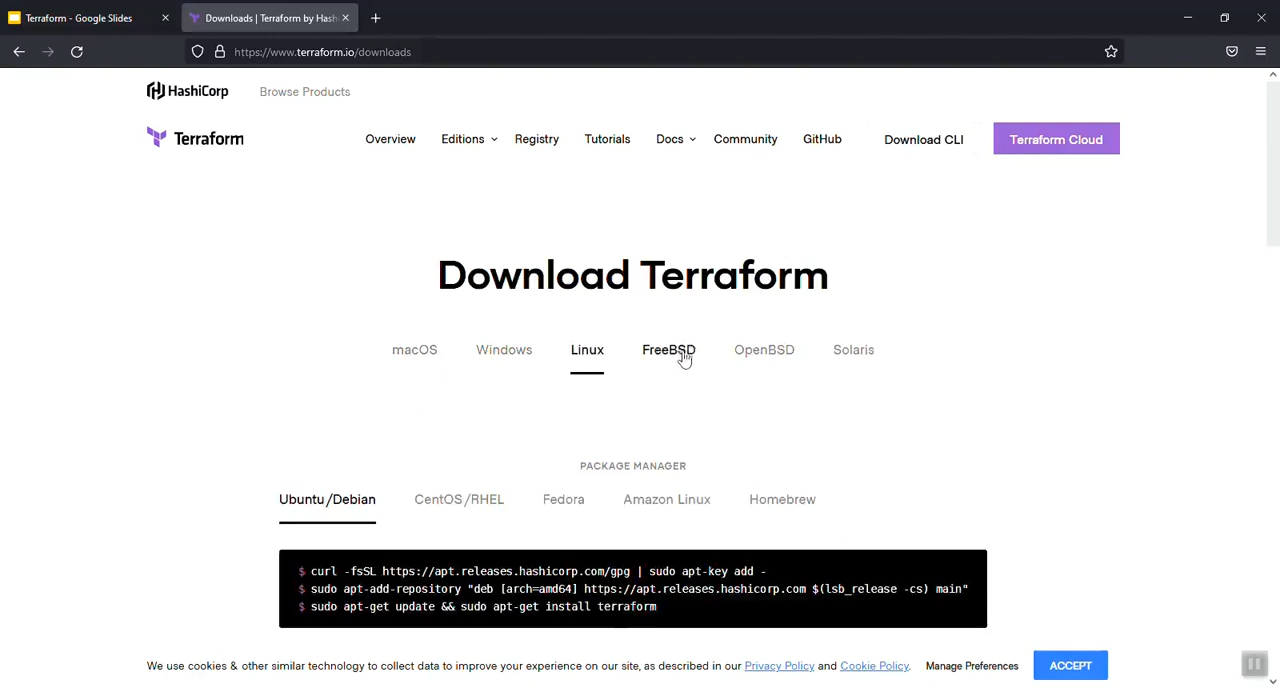 Terraform - Google Slides
Downloads | Terraform by Hash
https://www.terraform.io/downloads
HashiCorp Browse Products
Terraform Overview Editions Registry Tutorials Docs Community GitHub Download CLI Terraform Cloud
Download Terraform
macOS Windows Linux FreeBSD OpenBSD Solaris
PACKAGE MANAGER
Ubuntu/Debian CentOS/RHEL Fedora Amazon Linux Homebrew
$ curl -fsSL https://apt.releases.hashicorp.com/gpg | sudo apt-key add -
$ sudo apt-add-repository "deb [arch=amd64] https://apt.releases.hashicorp.com $(lsb_release -cs) main"
$ sudo apt-get update && sudo apt-get install terraform
We use cookies & other similar technology to collect data to improve your experience on our site, as described in our Privacy Policy and Cookie Policy. Manage Preferences ACCEPT